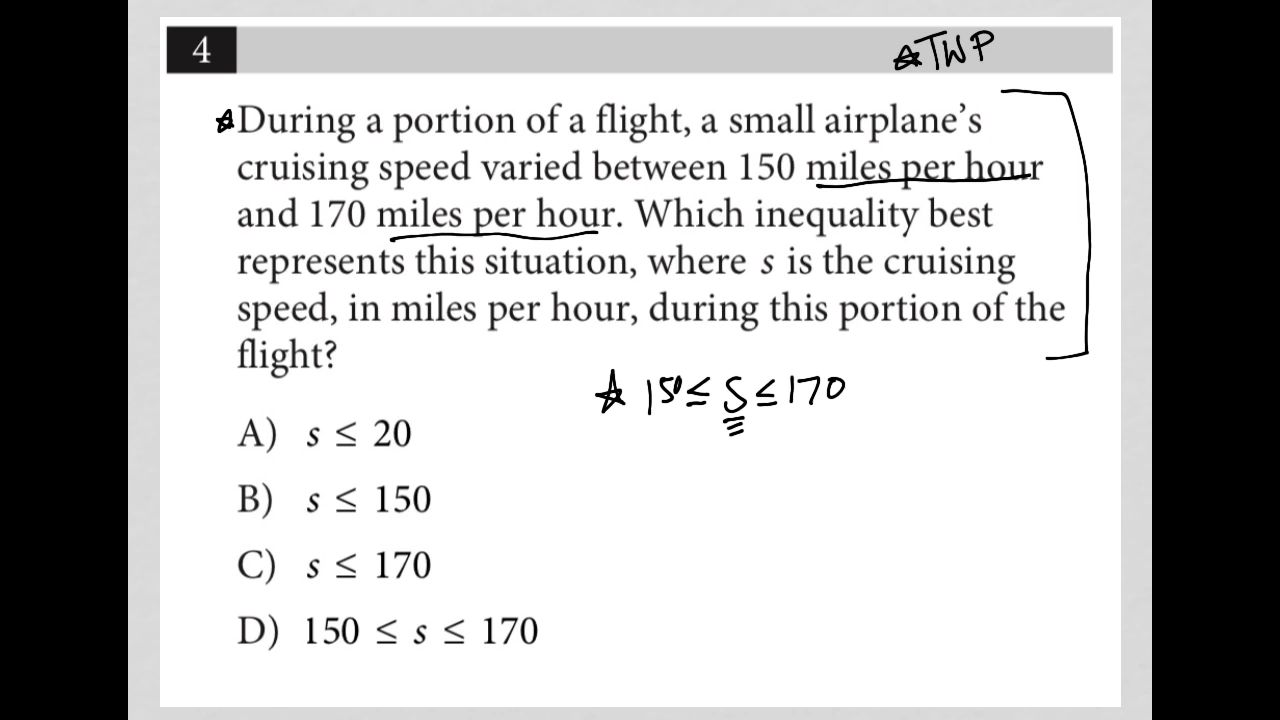 4
☆TWP
☆During a portion of a flight, a small airplane’s
cruising speed varied between 150 miles per hour
and 170 miles per hour. Which inequality best
represents this situation, where s is the cruising
speed, in miles per hour, during this portion of the
flight?
☆ 150 ≤ S ≤ 170
A) s ≤ 20
B) s ≤ 150
C) s ≤ 170
D) 150 ≤ s ≤ 170